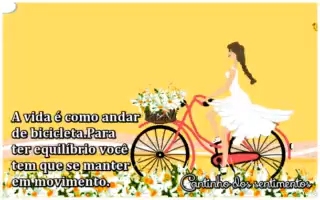 A vida é como andar
de bicicleta.Para
ter equilíbrio você
tem que se manter
em movimento.
Cantinho dos sentimentos